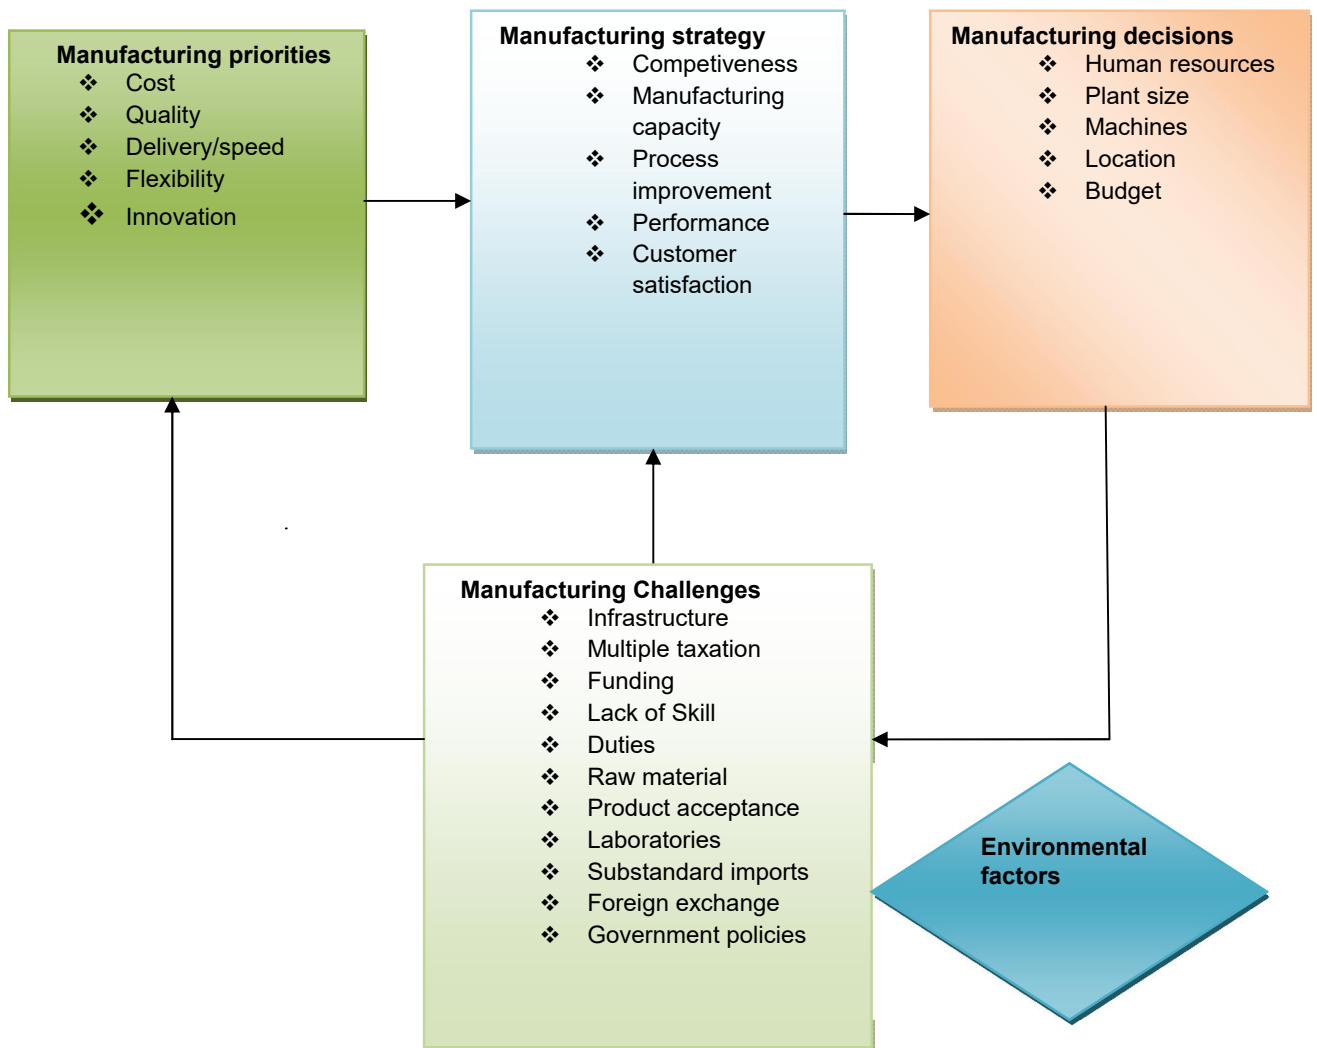 Manufacturing priorities
❖ Cost
❖ Quality
❖ Delivery/speed
❖ Flexibility
❖ Innovation
Manufacturing strategy
❖ Competiveness
❖ Manufacturing
capacity
❖ Process
improvement
❖ Performance
❖ Customer
satisfaction
Manufacturing decisions
❖ Human resources
❖ Plant size
❖ Machines
❖ Location
❖ Budget
Manufacturing Challenges
❖ Infrastructure
❖ Multiple taxation
❖ Funding
❖ Lack of Skill
❖ Duties
❖ Raw material
❖ Product acceptance
❖ Laboratories
❖ Substandard imports
❖ Foreign exchange
❖ Government policies
Environmental
factors